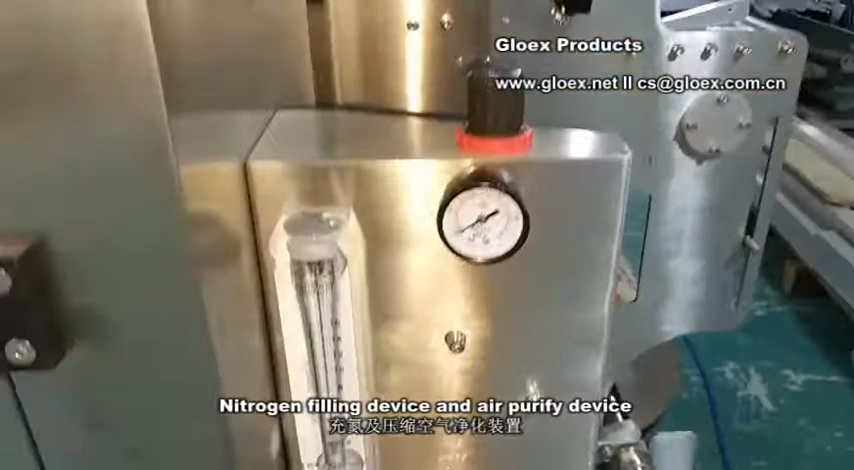 Gloex Products
www.gloex.net ll cs@gloex.com.cn
Nitrogen filling device and air purify device
充氮及压缩空气净化装置